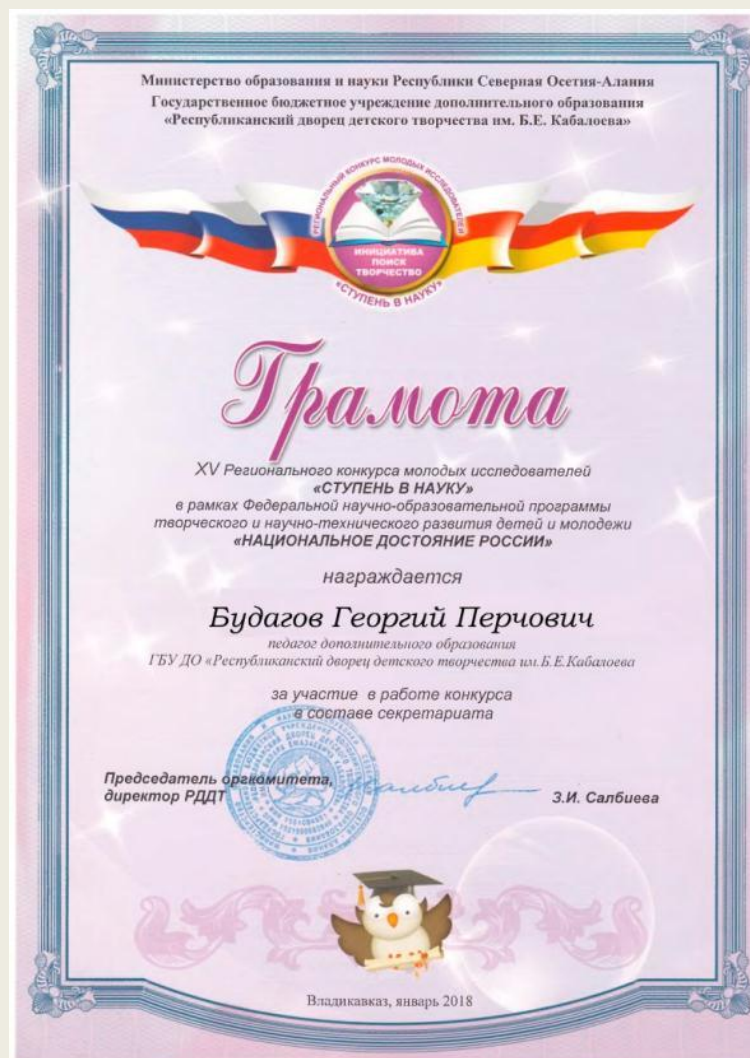 Министерство образования и науки Республики Северная Осетия-Алания
Государственное бюджетное учреждение дополнительного образования
«Республиканский дворец детского творчества им. Б.Е. Кабалоева»
РЕГИОНАЛЬНЫЙ КОНКУРС МОЛОДЫХ ИССЛЕДОВАТЕЛЕЙ
ИНИЦИАТИВА
ПОИСК
ТВОРЧЕСТВО
«СТУПЕНЬ В НАУКУ»
Грамота
XV Регионального конкурса молодых исследователей
«СТУПЕНЬ В НАУКУ»
в рамках Федеральной научно-образовательной программы
творческого и научно-технического развития детей и молодежи
«НАЦИОНАЛЬНОЕ ДОСТОЯНИЕ РОССИИ»
награждается
Будагов Георгий Перчович
педагог дополнительного образования
ГБУ ДО «Республиканский дворец детского творчества им.Б.Е.Кабалоева
за участие в работе конкурса
в составе секретариата
Председатель оргкомитета,
директор РДДТ
З.И. Салбиева
Владикавказ, январь 2018